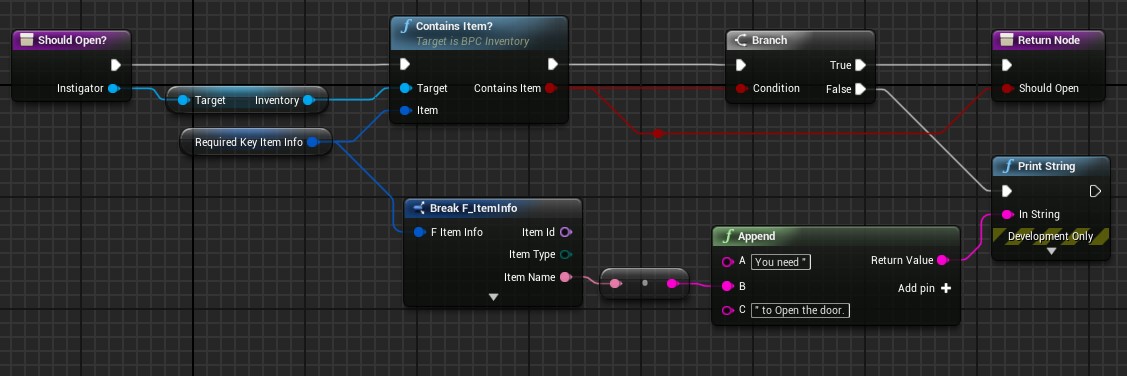 Should Open?
Instigator
Target Inventory
Required Key Item Info
Contains Item?
Target is BPC Inventory
Target Contains Item
Item
Branch
True
Condition False
Return Node
Should Open
Print String
In String
Development Only
Break F_ItemInfo
F Item Info Item Id
Item Type
Item Name
Append
A You need " Return Value
B Add pin
C " to Open the door.